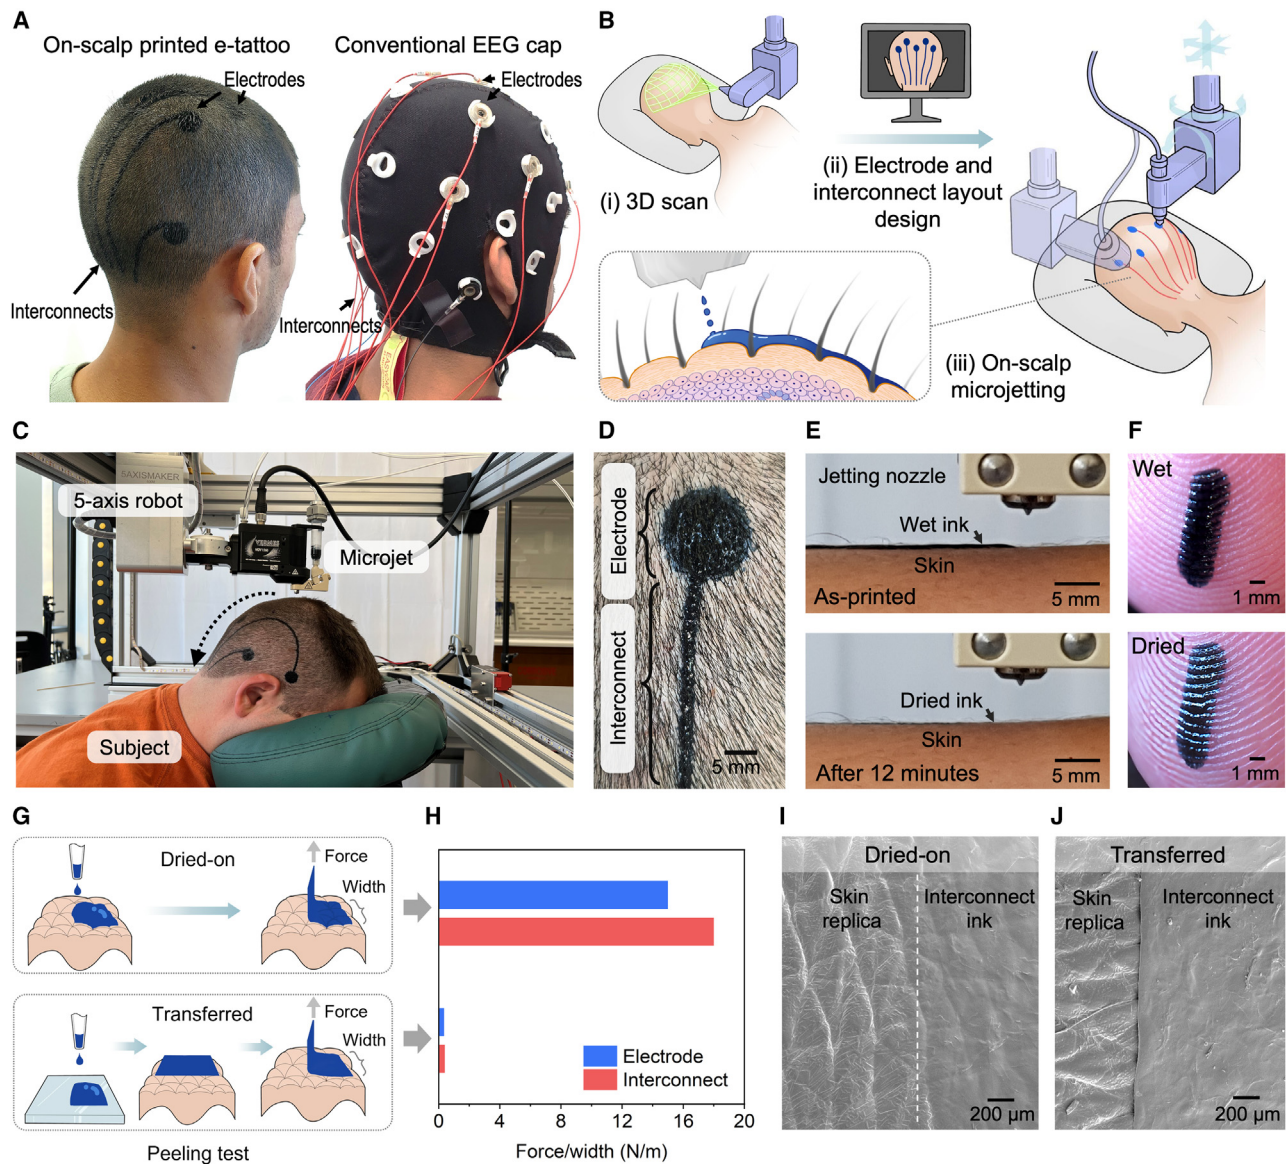 A
On-scalp printed e-tattoo
Electrodes
Interconnects
Conventional EEG cap
Electrodes
Interconnects
B
(i) 3D scan
(ii) Electrode and
interconnect layout
design
(iii) On-scalp
microjetting
C
5AXISMAKER
5-axis robot
Microjet
Subject
D
Electrode
Interconnect
5 mm
E
Jetting nozzle
Wet ink
Skin
As-printed
5 mm
Dried ink
Skin
After 12 minutes
5 mm
F
Wet
1 mm
Dried
1 mm
G
Dried-on
Force
Width
Transferred
Force
Width
Peeling test
H
Electrode
Interconnect
0 4 8 12 16 20
Force/width (N/m)
I
Dried-on
Skin
replica
Interconnect
ink
200 µm
J
Transferred
Skin
replica
Interconnect
ink
200 µm